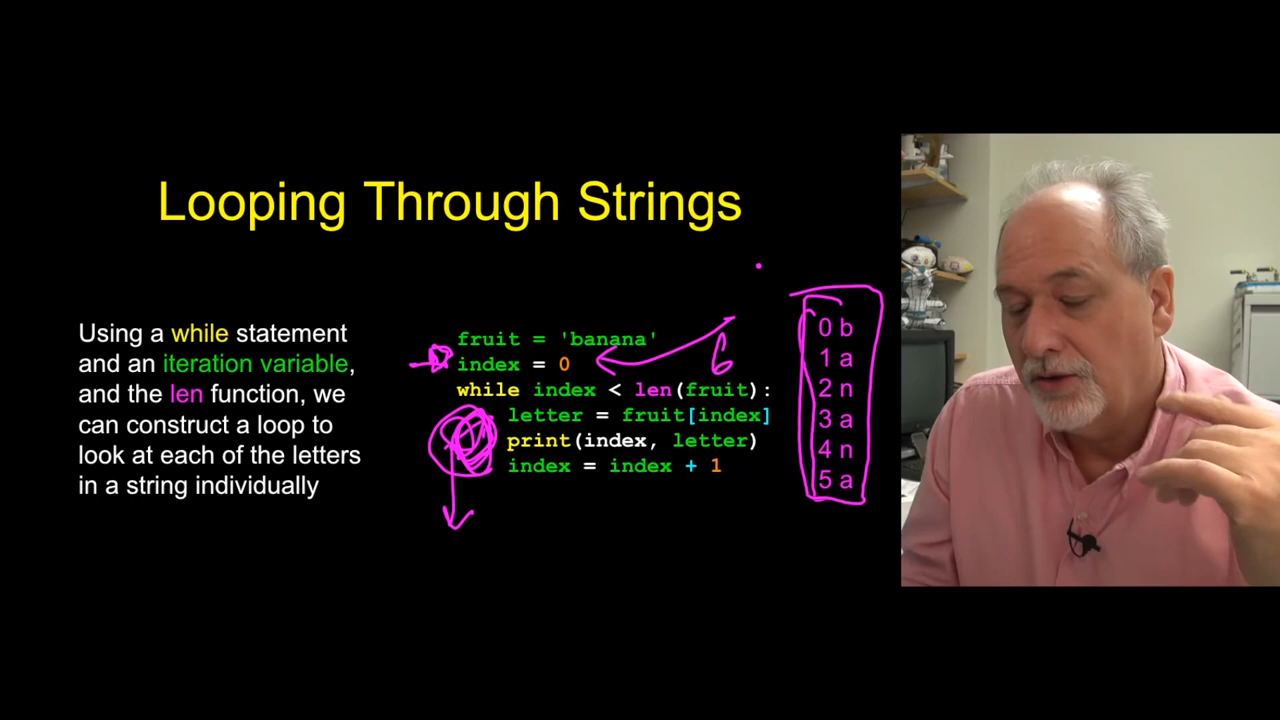 Looping Through Strings
Using a while statement
and an iteration variable,
and the len function, we
can construct a loop to
look at each of the letters
in a string individually
fruit = 'banana'
index = 0
while index < len(fruit):
letter = fruit[index]
print(index, letter)
index = index + 1
6
0 b
1 a
2 n
3 a
4 n
5 a